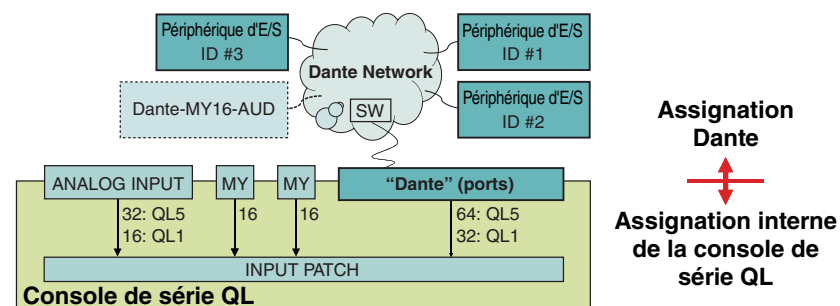 Périphérique d'E/S
ID #3
Périphérique d'E/S
ID #1
Dante Network
Dante-MY16-AUD
SW
Périphérique d'E/S
ID #2
Assignation
Dante
ANALOG INPUT
MY
MY
“Dante” (ports)
32: QL5
16: QL1
16
16
64: QL5
32: QL1
Assignation interne
de la console de
série QL
INPUT PATCH
Console de série QL